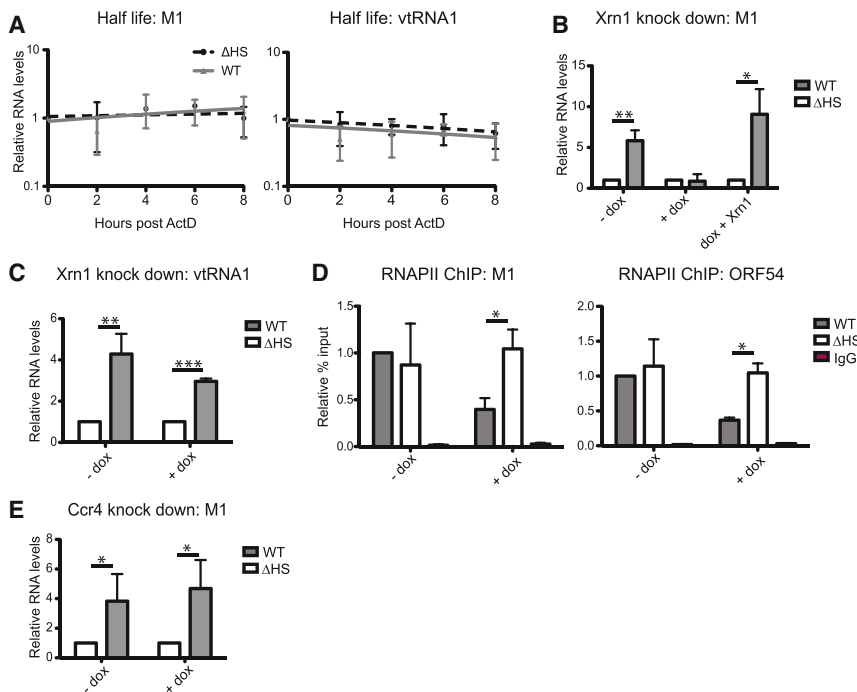 A
Half life: M1
Relative RNA levels
10
1
0.1
0 2 4 6 8
Hours post ActD
ΔHS
WT
Half life: vtRNA1
10
1
0.1
0 2 4 6 8
Hours post ActD
B
Xrn1 knock down: M1
Relative RNA levels
15
10
5
0
**
*
- dox
+ dox
dox + Xrn1
WT
ΔHS
C
Xrn1 knock down: vtRNA1
Relative RNA levels
6
4
2
0
**
***
- dox
+ dox
WT
ΔHS
D
RNAPII ChIP: M1
Relative % input
1.5
1.0
0.5
0.0
*
- dox
+ dox
RNAPII ChIP: ORF54
2.0
1.5
1.0
0.5
0.0
*
- dox
+ dox
WT
ΔHS
IgG
E
Ccr4 knock down: M1
Relative RNA levels
8
6
4
2
0
*
*
- dox
+ dox
WT
ΔHS